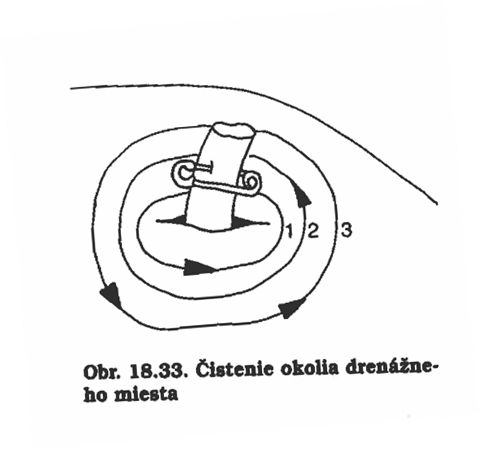 1 2 3
Obr. 18.33. Čistenie okolia drenážne-
ho miesta